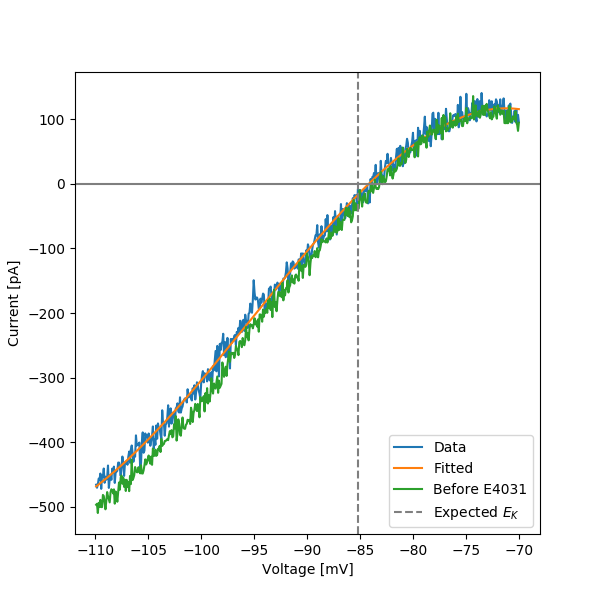 100
0
−100
−200
−300
−400
−500
Current [pA]
−110 −105 −100 −95 −90 −85 −80 −75 −70
Voltage [mV]
Data
Fitted
Before E4031
Expected E_K